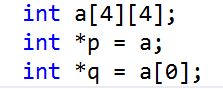 int a[4][4];
int *p = a;
int *q = a[0];